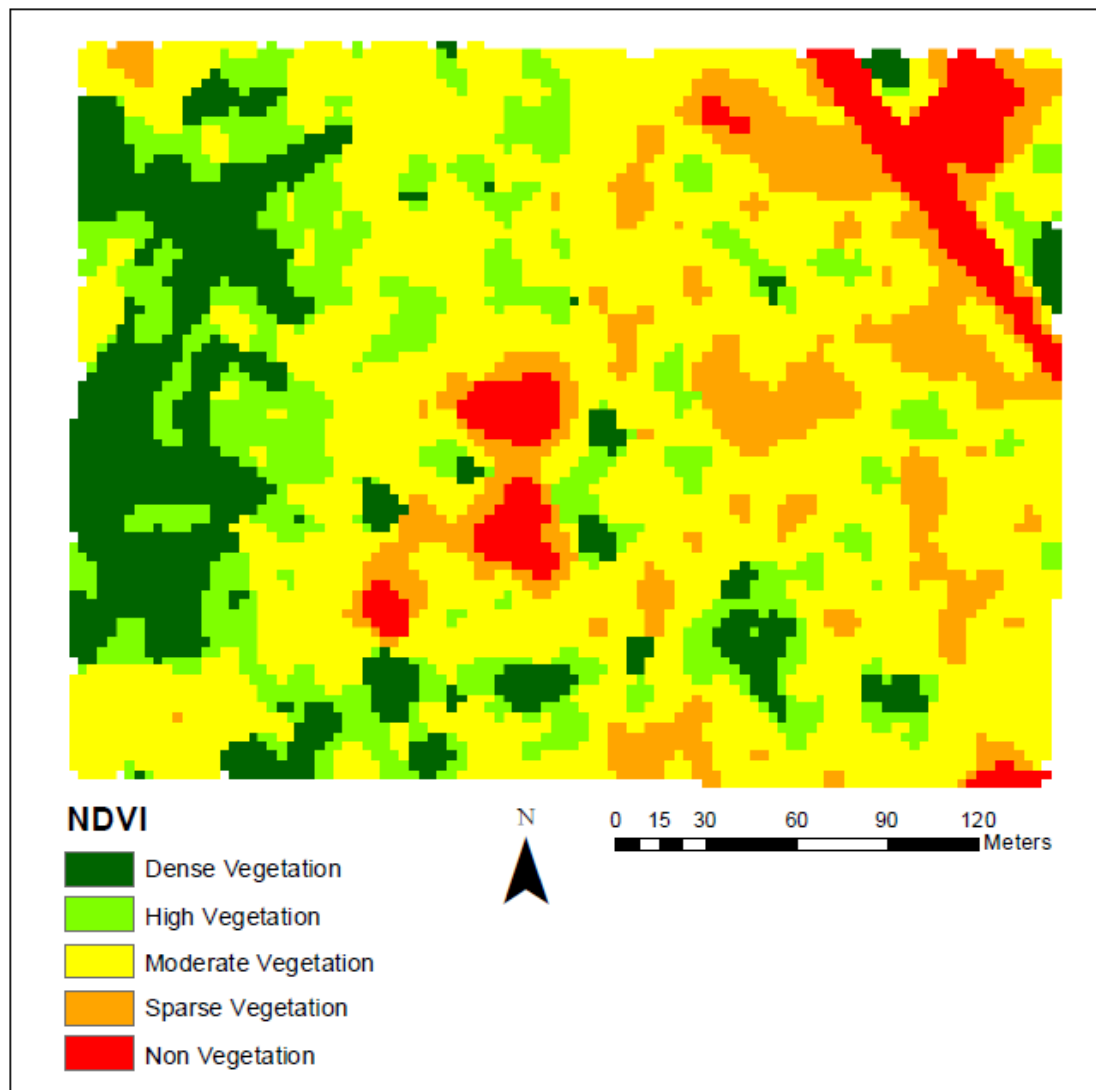 NDVI
Dense Vegetation
High Vegetation
Moderate Vegetation
Sparse Vegetation
Non Vegetation
N
0 15 30 60 90 120
Meters